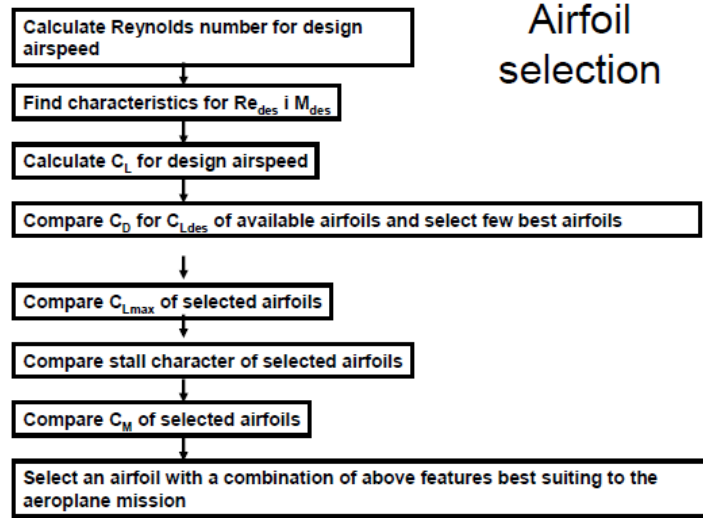 Airfoil
selection
Calculate Reynolds number for design
airspeed
Find characteristics for Re_des i M_des
Calculate C_L for design airspeed
Compare C_D for C_Ldes of available airfoils and select few best airfoils
Compare C_Lmax of selected airfoils
Compare stall character of selected airfoils
Compare C_M of selected airfoils
Select an airfoil with a combination of above features best suiting to the
aeroplane mission